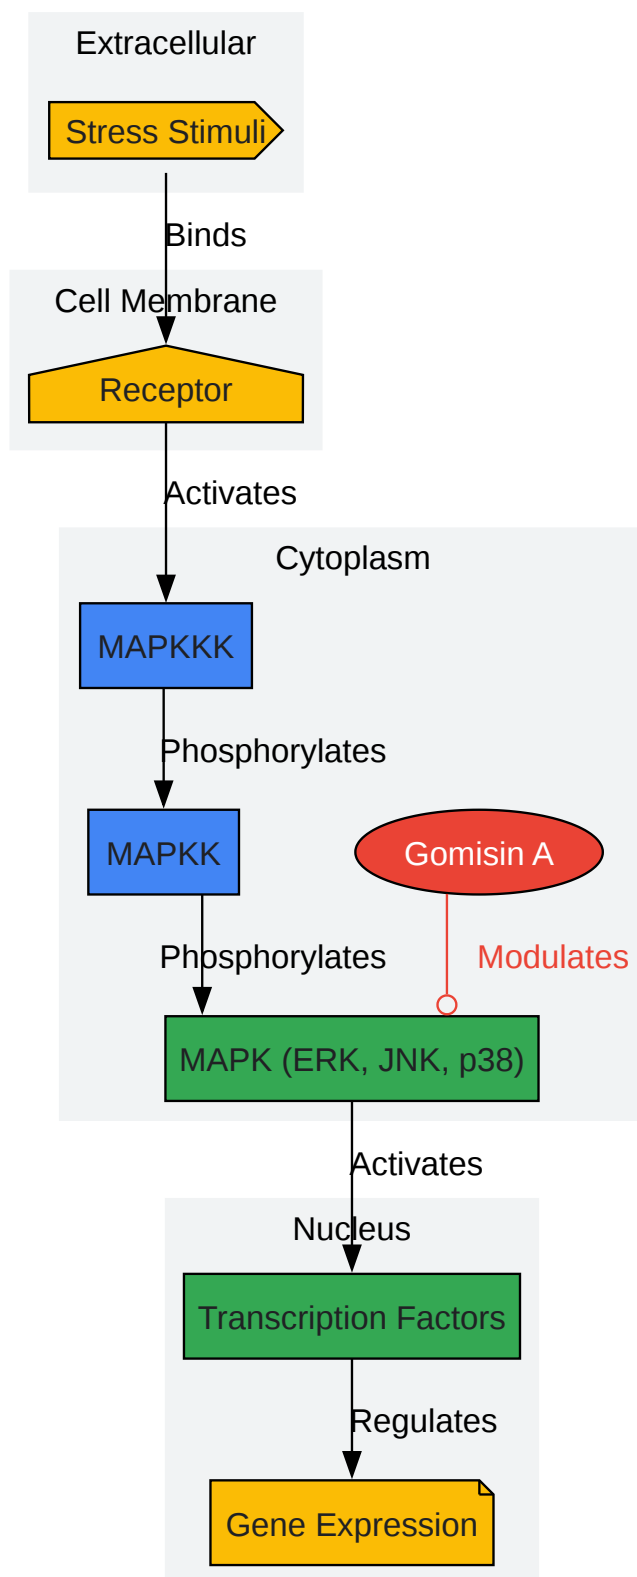 Extracellular
Stress Stimuli
Binds
Cell Membrane
Receptor
Activates
Cytoplasm
MAPKKK
Phosphorylates
MAPKK
Gomisin A
Phosphorylates
Modulates
MAPK (ERK, JNK, p38)
Activates
Nucleus
Transcription Factors
Regulates
Gene Expression